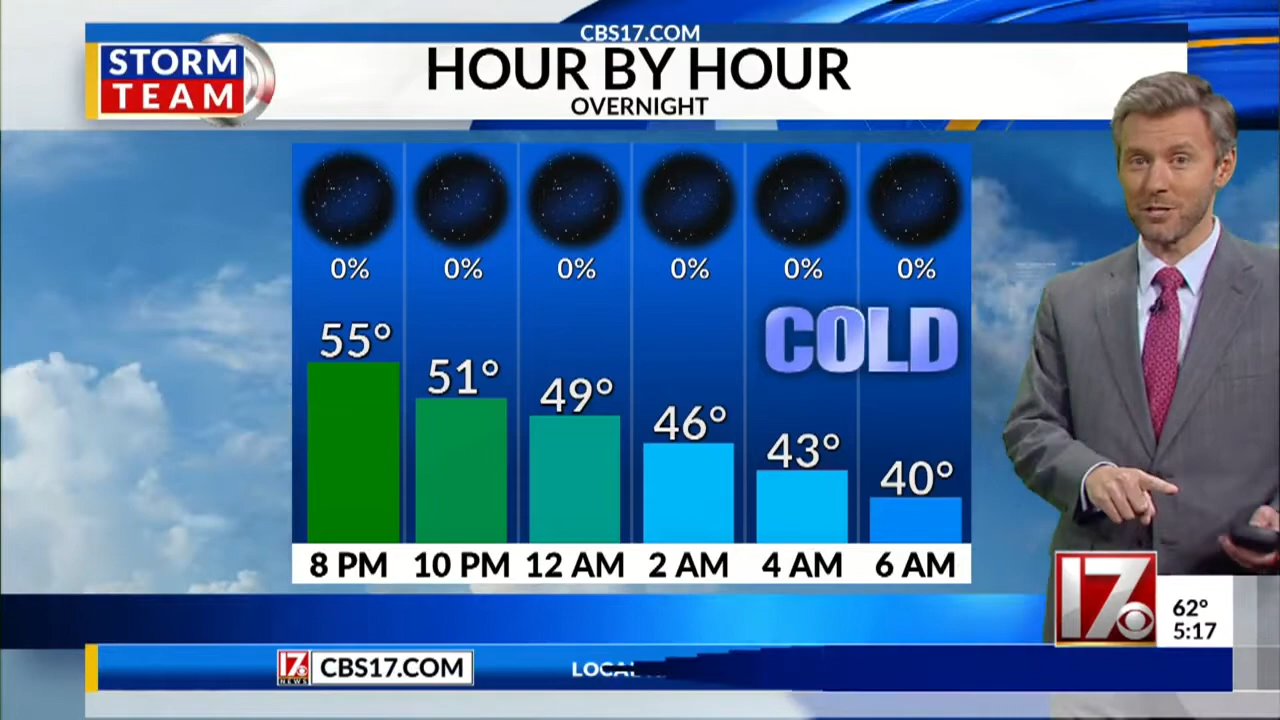 CBS17.COM
STORM
TEAM
HOUR BY HOUR
OVERNIGHT
0% 0% 0% 0% 0% 0%
COLD
55° 51° 49° 46° 43° 40°
8 PM 10 PM 12 AM 2 AM 4 AM 6 AM
17
62°
5:17
17
NEWS
CBS17.COM